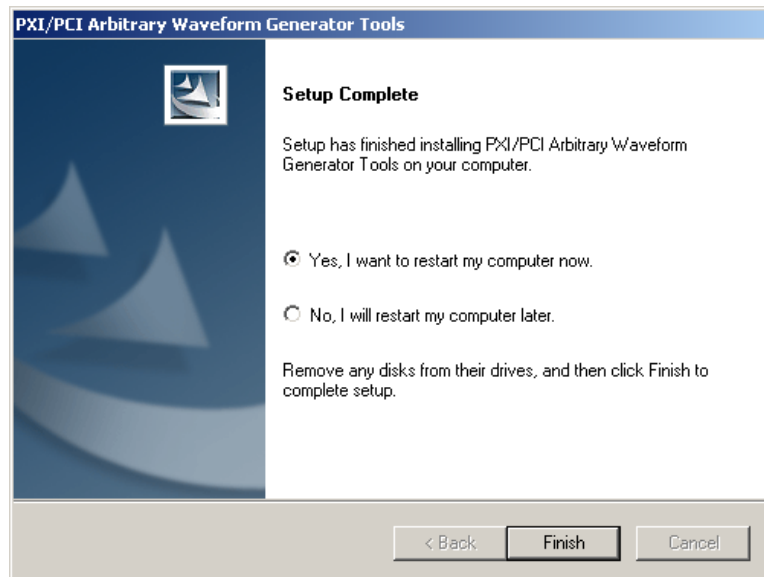 PXI/PCI Arbitrary Waveform Generator Tools
Setup Complete
Setup has finished installing PXI/PCI Arbitrary Waveform
Generator Tools on your computer.
Yes, I want to restart my computer now.
No, I will restart my computer later.
Remove any disks from their drives, and then click Finish to
complete setup.
< Back Finish Cancel